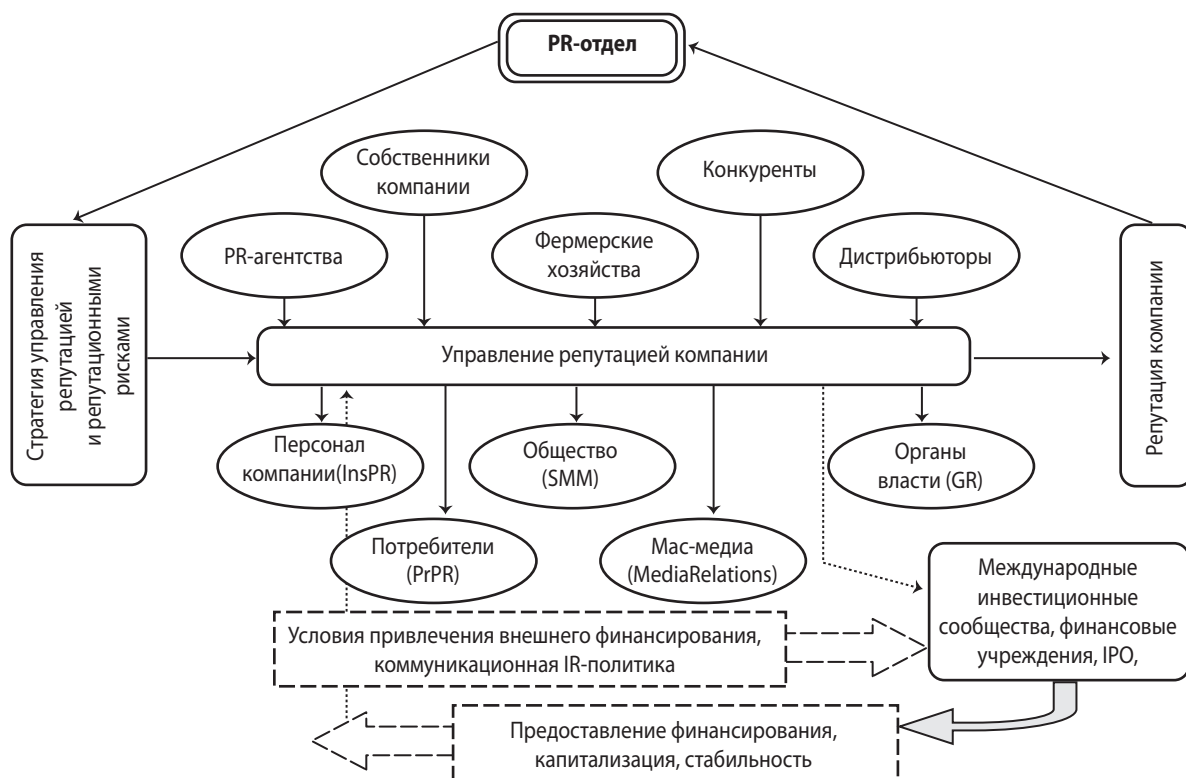 PR-отдел
Собственники
компании
Конкуренты
PR-агентства
Фермерские
хозяйства
Дистрибьюторы
Стратегия управления
репутацией
и репутационными
рисками
Управление репутацией компании
Репутация компании
Персонал
компании(InsPR)
Общество
(SMM)
Органы
власти (GR)
Потребители
(PrPR)
Мас-медиа
(MediaRelations)
Международные
инвестиционные
сообщества, финансовые
учреждения, IPO,
Условия привлечения внешнего финансирования,
коммуникационная IR-политика
Предоставление финансирования,
капитализация, стабильность